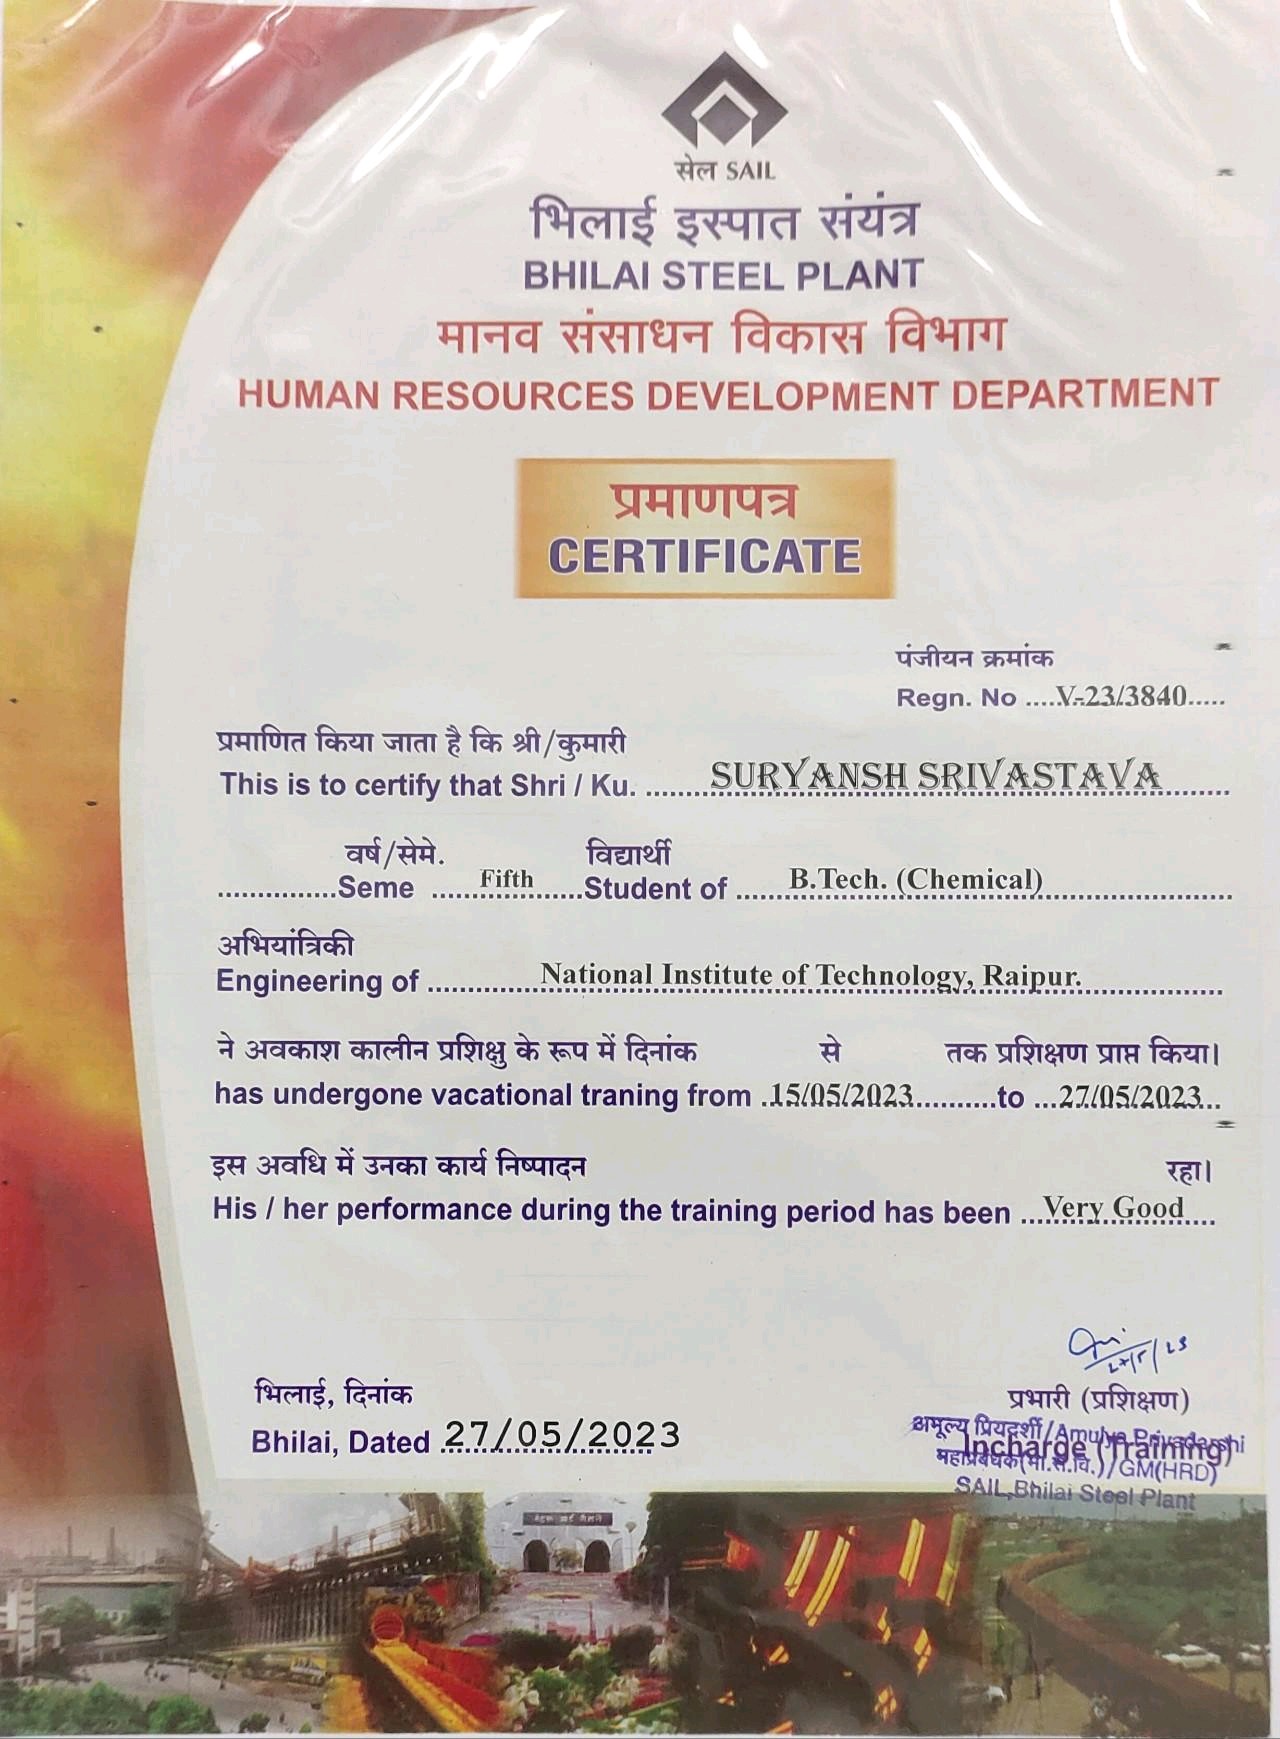 सेल SAIL
भिलाई इस्पात संयंत्र
BHILAI STEEL PLANT
मानव संसाधन विकास विभाग
HUMAN RESOURCES DEVELOPMENT DEPARTMENT
प्रमाणपत्र
CERTIFICATE
पंजीयन क्रमांक
Regn. No .....V-23/3840.....
प्रमाणित किया जाता है कि श्री/कुमारी
This is to certify that Shri / Ku. ........SURYANSH SRIVASTAVA........
वर्ष/सेमे. विद्यार्थी
...............Seme ......Fifth......Student of ......B.Tech. (Chemical)......
अभियांत्रिकी
Engineering of ............National Institute of Technology, Raipur.............
ने अवकाश कालीन प्रशिक्षु के रूप में दिनांक से तक प्रशिक्षण प्राप्त किया।
has undergone vacational traning from .15/05/2023..........to ...27/05/2023...
इस अवधि में उनका कार्य निष्पादन रहा।
His / her performance during the training period has been ...Very Good....
27/5/23
भिलाई, दिनांक प्रभारी (प्रशिक्षण)
Bhilai, Dated 27/05/2023 Incharge (Training)
अमूल्य प्रियदर्शी/Amulya Priyadarshi
महाप्रबंधक(मा.सं.वि.)/GM(HRD)
SAIL,Bhilai Steel Plant